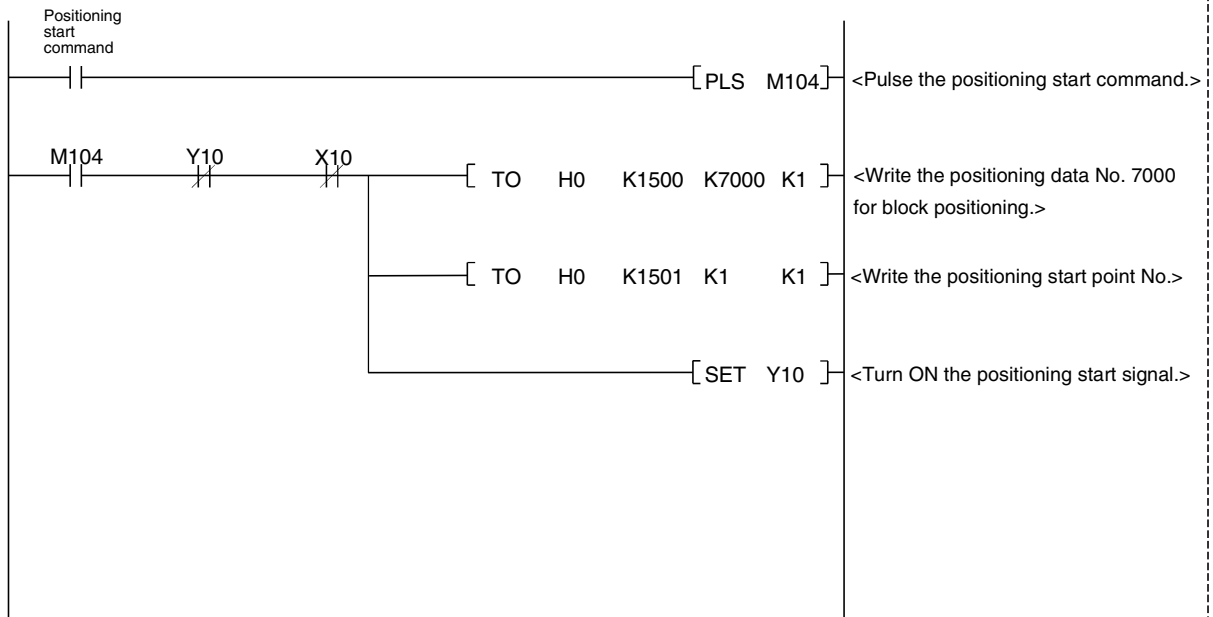 Positioning
start
command
PLS M104 <Pulse the positioning start command.>
M104 Y10 X10
TO H0 K1500 K7000 K1 <Write the positioning data No. 7000
for block positioning.>
TO H0 K1501 K1 K1 <Write the positioning start point No.>
SET Y10 <Turn ON the positioning start signal.>